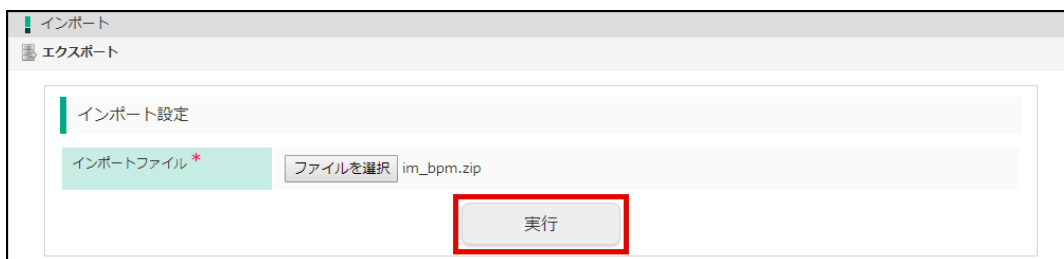 インポート
エクスポート
インポート設定
インポートファイル *
ファイルを選択 im_bpm.zip
実行